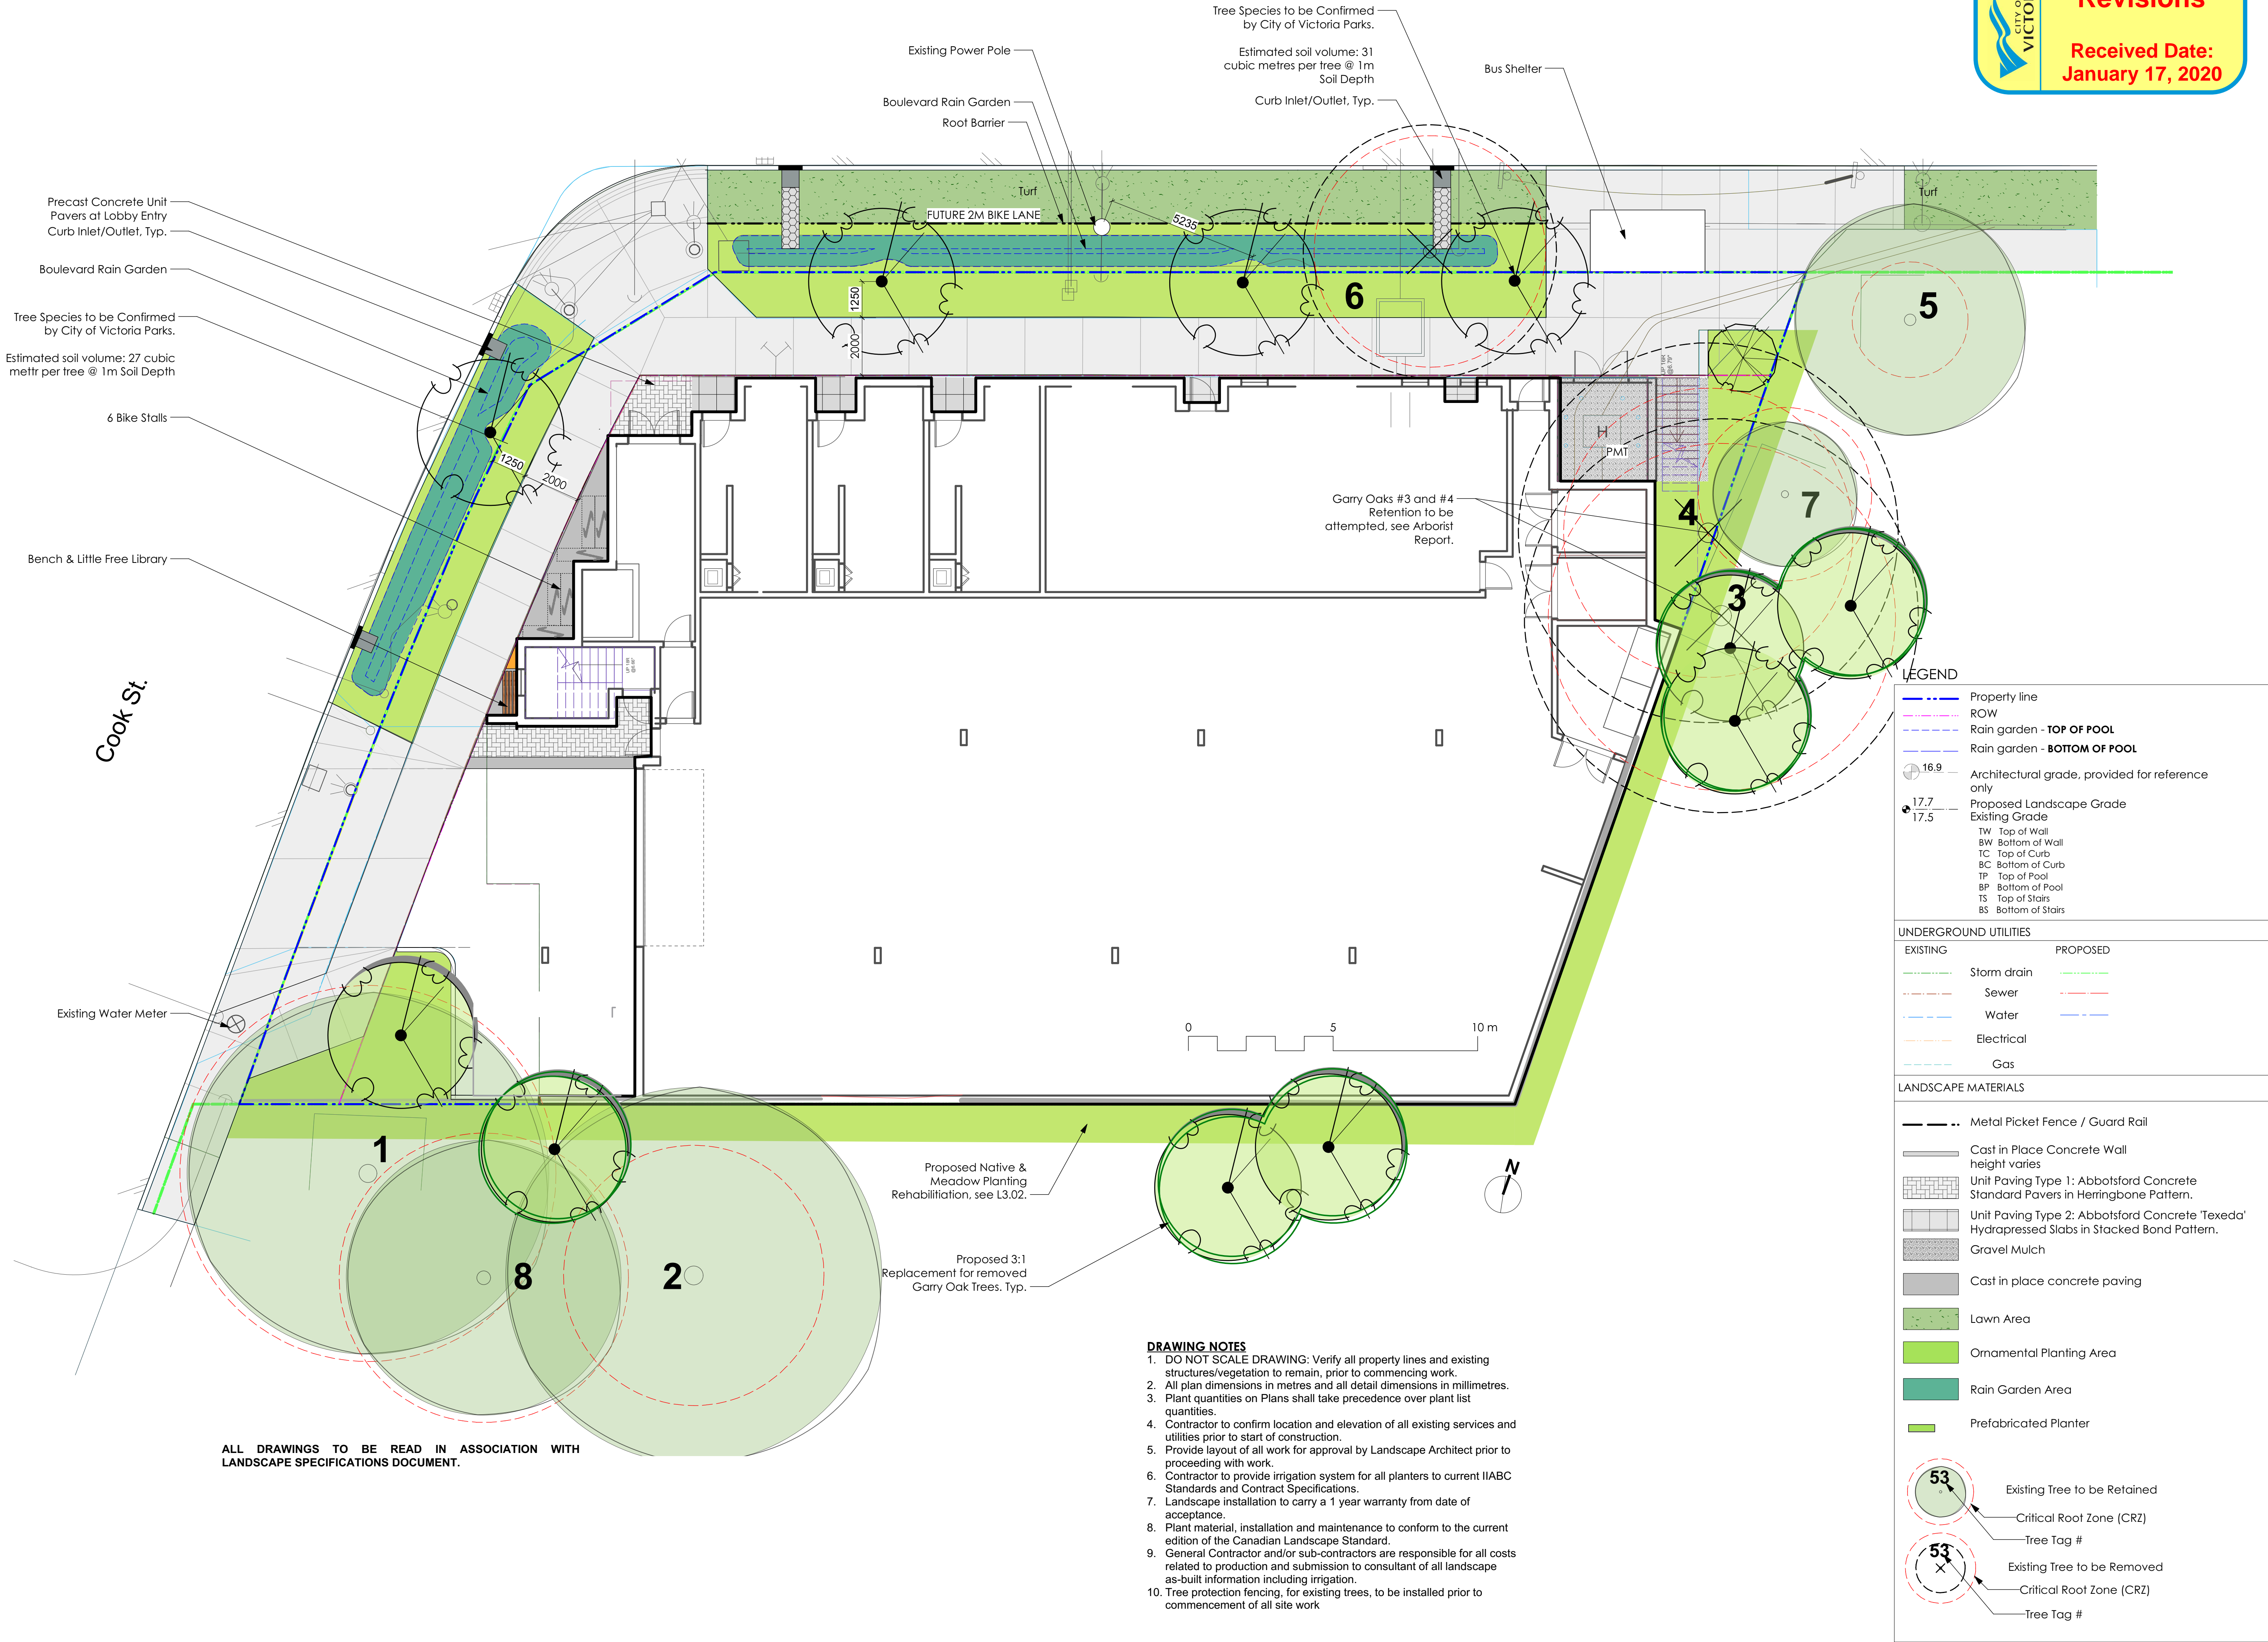 CITY OF
VICTOR
Revisions
Received Date:
January 17, 2020
Tree Species to be Confirmed
by City of Victoria Parks.
Estimated soil volume: 31
cubic metres per tree @ 1m
Soil Depth
Curb Inlet/Outlet, Typ.
Bus Shelter
Existing Power Pole
Boulevard Rain Garden
Root Barrier
Precast Concrete Unit
Pavers at Lobby Entry
Curb Inlet/Outlet, Typ.
Boulevard Rain Garden
Tree Species to be Confirmed
by City of Victoria Parks.
Estimated soil volume: 27 cubic
mettr per tree @ 1m Soil Depth
6 Bike Stalls
Bench & Little Free Library
Cook St.
Existing Water Meter
Turf
Turf
FUTURE 2M BIKE LANE
5235
1250
2000
1250
2000
6
5
7
4
3
PMT
Garry Oaks #3 and #4
Retention to be
attempted, see Arborist
Report.
0 5 10 m
N
1
8
2
Proposed Native &
Meadow Planting
Rehabilitiation, see L3.02.
Proposed 3:1
Replacement for removed
Garry Oak Trees. Typ.
ALL DRAWINGS TO BE READ IN ASSOCIATION WITH
LANDSCAPE SPECIFICATIONS DOCUMENT.
DRAWING NOTES
1. DO NOT SCALE DRAWING: Verify all property lines and existing
structures/vegetation to remain, prior to commencing work.
2. All plan dimensions in metres and all detail dimensions in millimetres.
3. Plant quantities on Plans shall take precedence over plant list
quantities.
4. Contractor to confirm location and elevation of all existing services and
utilities prior to start of construction.
5. Provide layout of all work for approval by Landscape Architect prior to
proceeding with work.
6. Contractor to provide irrigation system for all planters to current IIABC
Standards and Contract Specifications.
7. Landscape installation to carry a 1 year warranty from date of
acceptance.
8. Plant material, installation and maintenance to conform to the current
edition of the Canadian Landscape Standard.
9. General Contractor and/or sub-contractors are responsible for all costs
related to production and submission to consultant of all landscape
as-built information including irrigation.
10. Tree protection fencing, for existing trees, to be installed prior to
commencement of all site work
LEGEND
Property line
ROW
Rain garden - TOP OF POOL
Rain garden - BOTTOM OF POOL
16.9
Architectural grade, provided for reference
only
17.7 Proposed Landscape Grade
17.5 Existing Grade
TW Top of Wall
BW Bottom of Wall
TC Top of Curb
BC Bottom of Curb
TP Top of Pool
BP Bottom of Pool
TS Top of Stairs
BS Bottom of Stairs
UNDERGROUND UTILITIES
EXISTING PROPOSED
Storm drain
Sewer
Water
Electrical
Gas
LANDSCAPE MATERIALS
Metal Picket Fence / Guard Rail
Cast in Place Concrete Wall
height varies
Unit Paving Type 1: Abbotsford Concrete
Standard Pavers in Herringbone Pattern.
Unit Paving Type 2: Abbotsford Concrete 'Texeda'
Hydrapressed Slabs in Stacked Bond Pattern.
Gravel Mulch
Cast in place concrete paving
Lawn Area
Ornamental Planting Area
Rain Garden Area
Prefabricated Planter
53
Existing Tree to be Retained
Critical Root Zone (CRZ)
Tree Tag #
53
Existing Tree to be Removed
Critical Root Zone (CRZ)
Tree Tag #